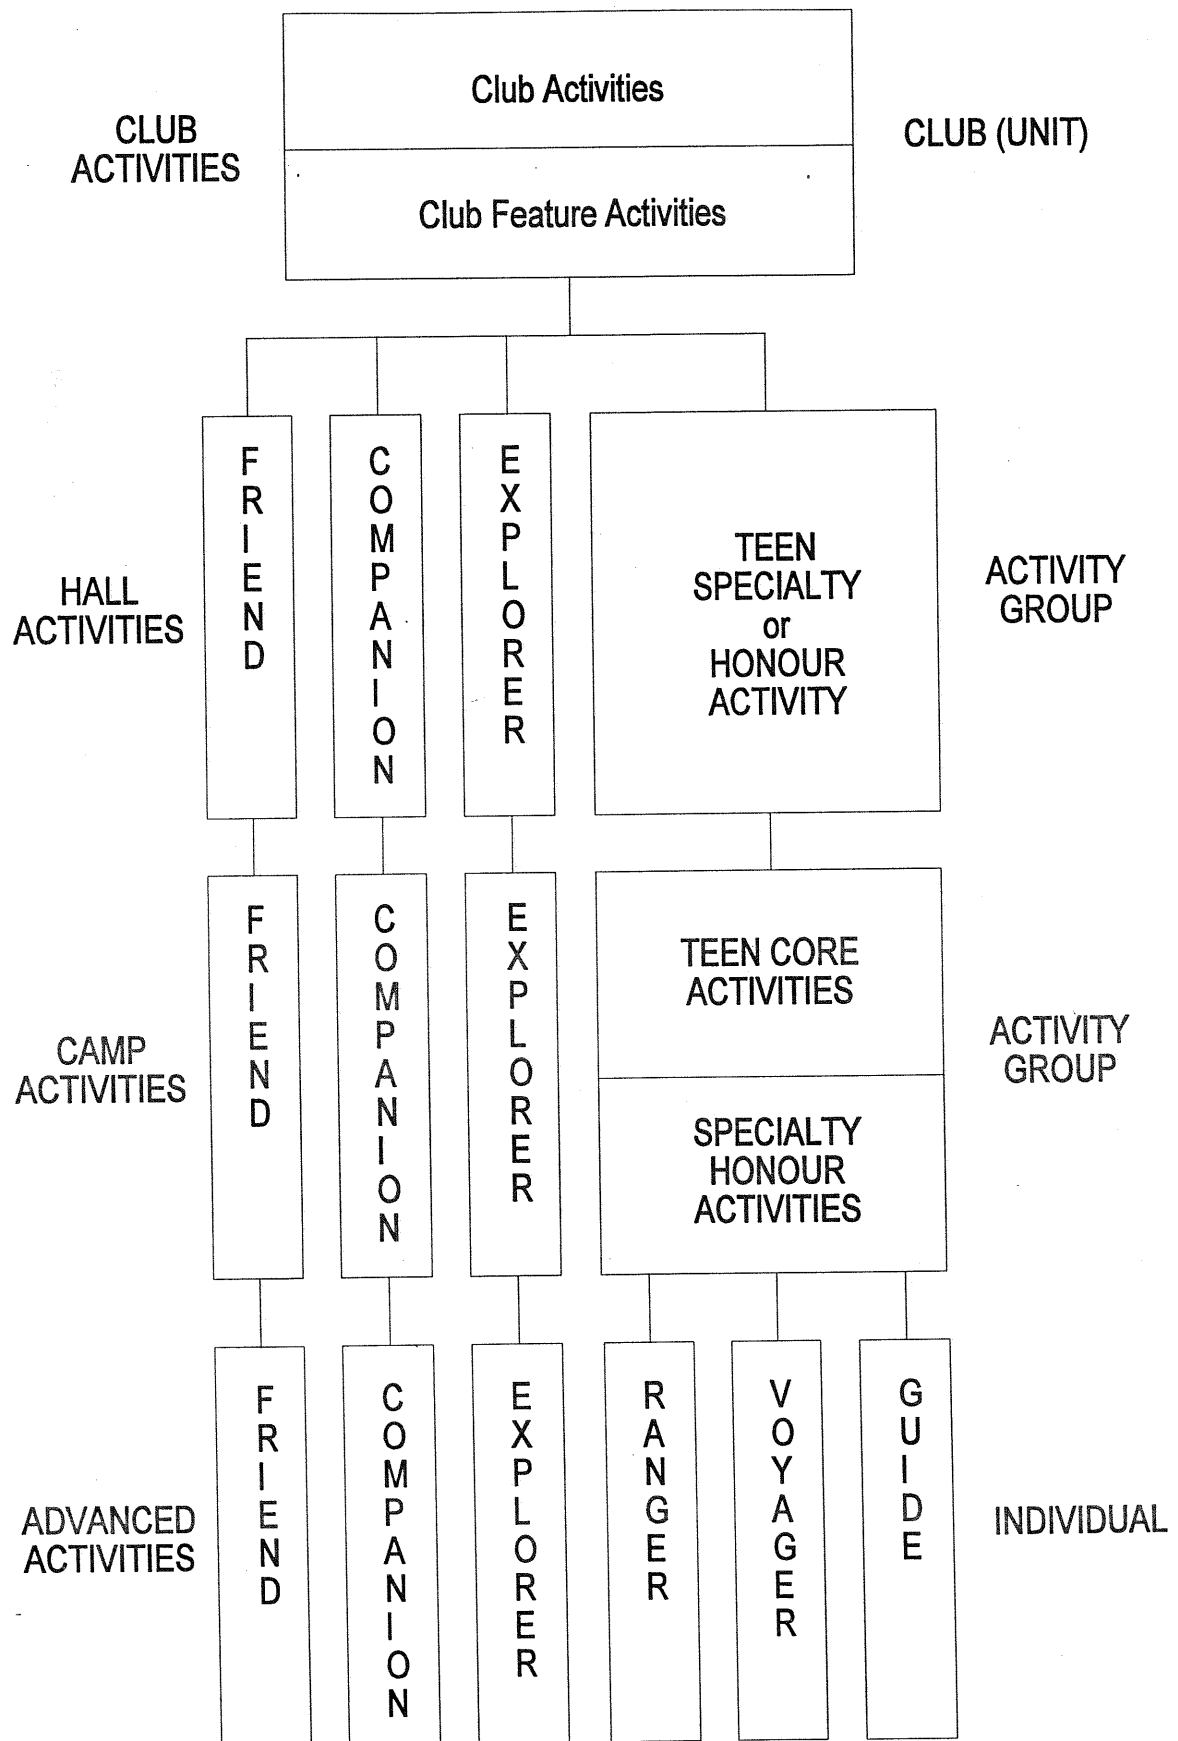 Club Activities
CLUB
ACTIVITIES
CLUB (UNIT)
Club Feature Activities
HALL
ACTIVITIES
FRIEND
COMPANION
EXPLORER
TEEN
SPECIALTY
or
HONOUR
ACTIVITY
ACTIVITY
GROUP
CAMP
ACTIVITIES
FRIEND
COMPANION
EXPLORER
TEEN CORE
ACTIVITIES
SPECIALTY
HONOUR
ACTIVITIES
ACTIVITY
GROUP
ADVANCED
ACTIVITIES
FRIEND
COMPANION
EXPLORER
RANGER
VOYAGER
GUIDE
INDIVIDUAL